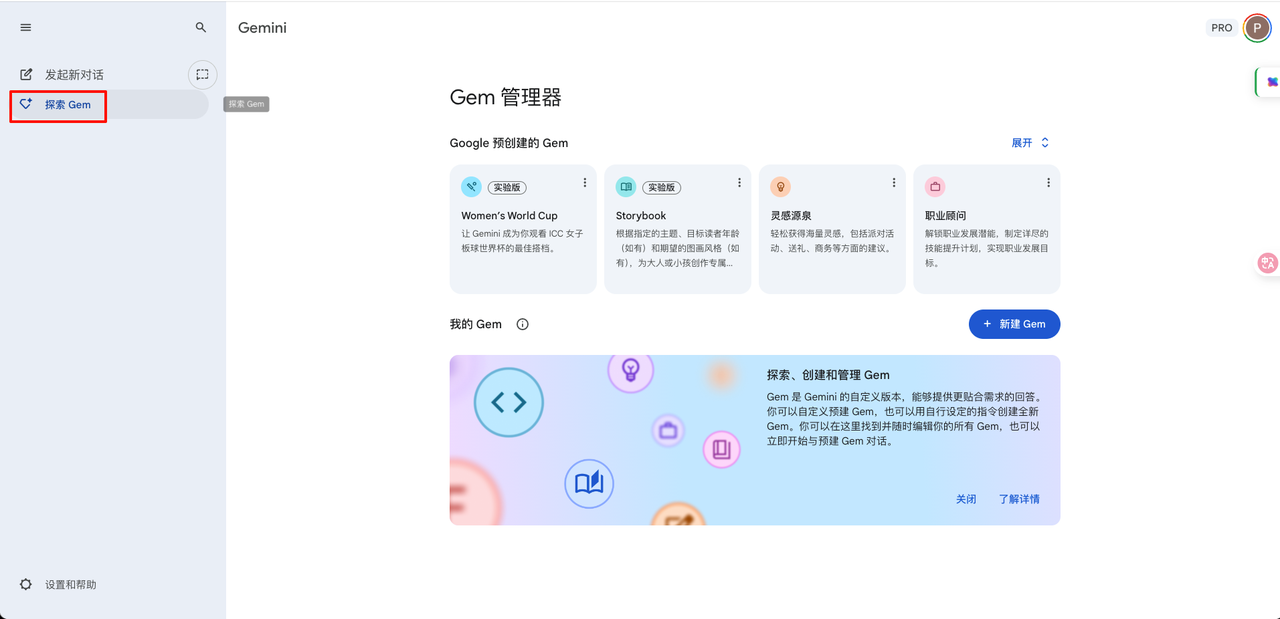 Gemini
PRO
P
发起新对话
探索 Gem
探索 Gem
Gem 管理器
Google 预创建的 Gem
展开
实验版
Women's World Cup
让 Gemini 成为你观看 ICC 女子
板球世界杯的最佳搭档。
实验版
Storybook
根据指定的主题、目标读者年龄
（如有）和期望的图画风格（如
有），为大人或小孩创作专属...
灵感源泉
轻松获得海量灵感，包括派对活
动、送礼、商务等方面的建议。
职业顾问
解锁职业发展潜能，制定详尽的
技能提升计划，实现职业发展目
标。
我的 Gem
+ 新建 Gem
探索、创建和管理 Gem
Gem 是 Gemini 的自定义版本，能够提供更贴合需求的回答。
你可以自定义预建 Gem，也可以用自行设定的指令创建全新
Gem。你可以在这里找到并随时编辑你的所有 Gem，也可以
立即开始与预建 Gem 对话。
关闭
了解详情
设置和帮助